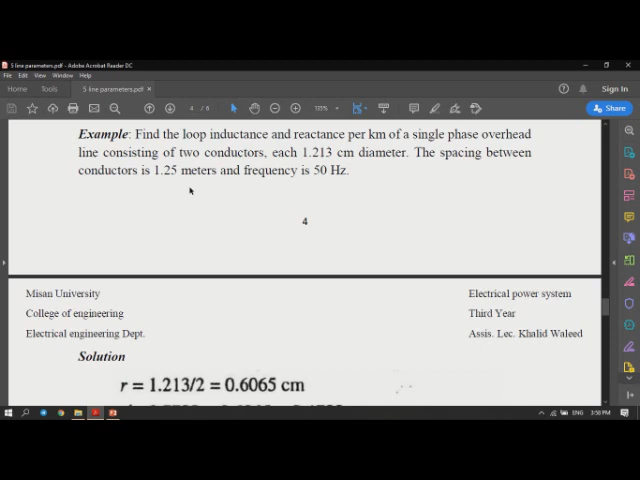 5 line parameters.pdf - Adobe Acrobat Reader DC
File Edit View Window Help
Home Tools 5 line parameters.pdf × Sign In
4 / 6 Share
Example: Find the loop inductance and reactance per km of a single phase overhead
line consisting of two conductors, each 1.213 cm diameter. The spacing between
conductors is 1.25 meters and frequency is 50 Hz.
4
Misan University Electrical power system
College of engineering Third Year
Electrical engineering Dept. Assis. Lec. Khalid Waleed
Solution
r = 1.213/2 = 0.6065 cm
ENG 3:58 PM